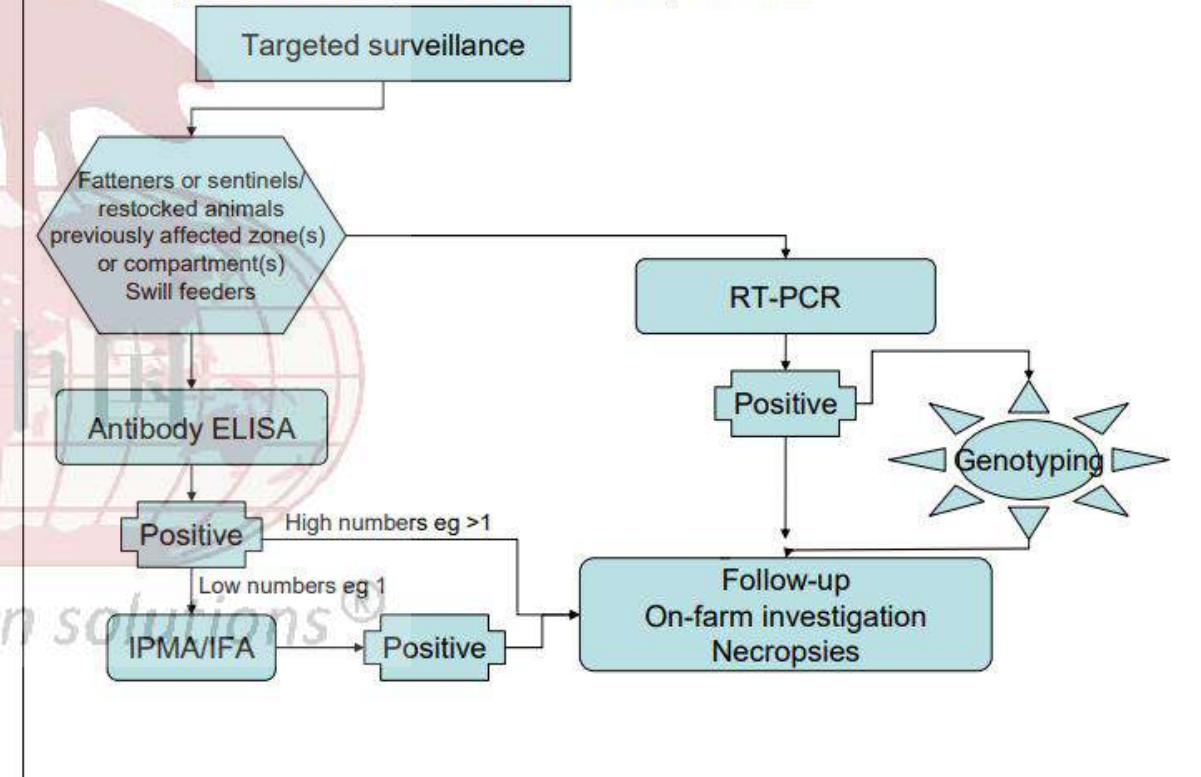 Targeted surveillance
Fatteners or sentinels/
restocked animals
previously affected zone(s)
or compartment(s)
Swill feeders
RT-PCR
Positive
Genotyping
Antibody ELISA
Positive
High numbers eg >1
Low numbers eg 1
IPMA/IFA
Positive
Follow-up
On-farm investigation
Necropsies
n solutions®